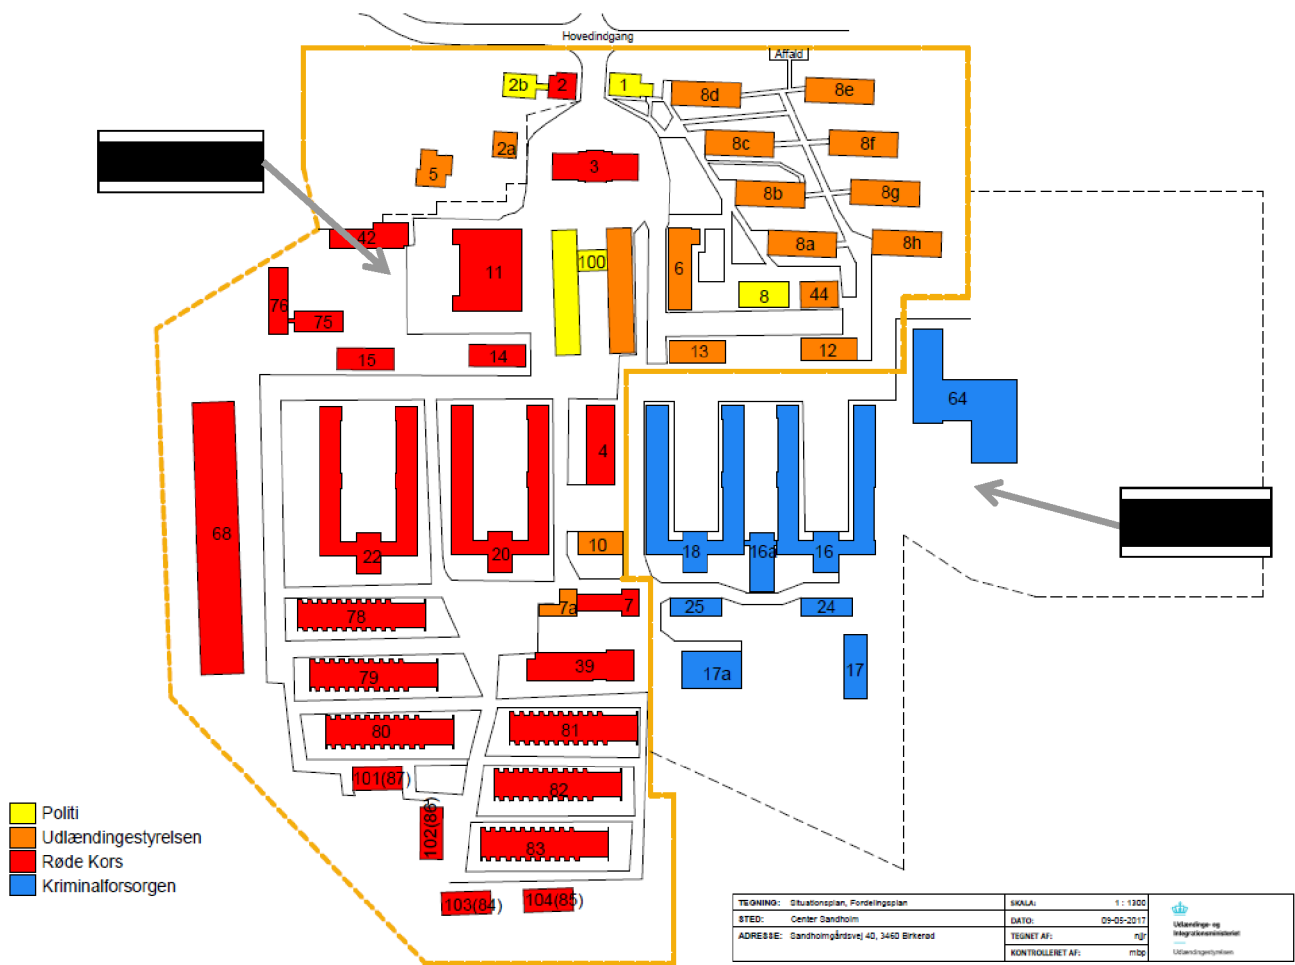 Hovedindgang
Affald
2b
2
1
8d
8e
2a
8c
8f
5
3
8b
8g
42
8a
8h
11
100
6
76
8
44
75
15
14
13
12
64
4
68
22
20
10
18
16a
16
78
7a
7
25
24
79
39
17a
17
80
81
101(87)
82
102(86)
83
103(84)
104(85)
Politi
Udlændingestyrelsen
Røde Kors
Kriminalforsorgen
TEGNING: Situationsplan, Fordelingsplan
STED: Center Sandholm
ADRESSE: Sandholmgårdsvej 40, 3460 Birkerød
SKALA: 1 : 1300
DATO: 09-05-2017
TEGNET AF: njr
KONTROLLERET AF: mbp
Udlændinge- og
Integrationsministeriet
Udlændingestyrelsen